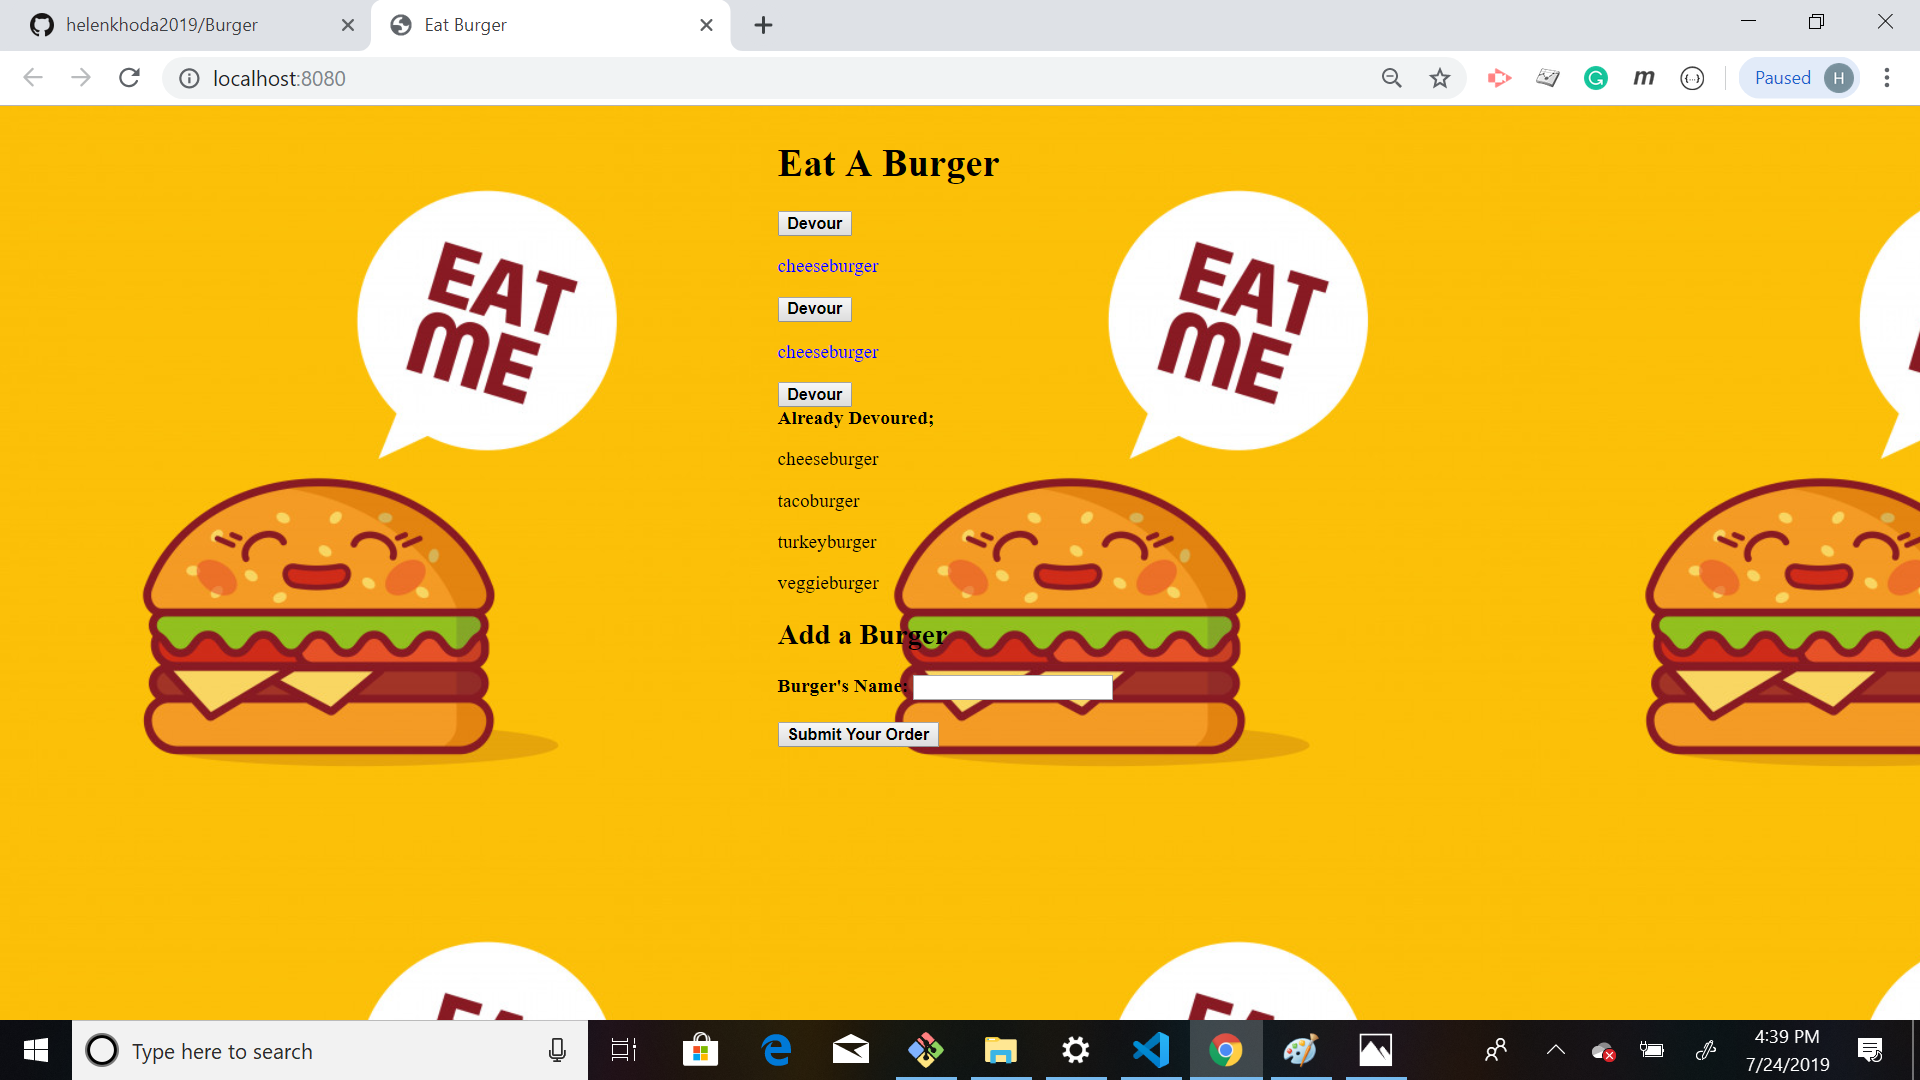 helenkhoda2019/Burger
Eat Burger
localhost:8080
Paused
H
Eat A Burger
Devour
cheeseburger
Devour
cheeseburger
Devour
Already Devoured;
cheeseburger
tacoburger
turkeyburger
veggieburger
Add a Burger
Burger's Name:
Submit Your Order
EAT
ME
EAT
ME
Type here to search
4:39 PM
7/24/2019